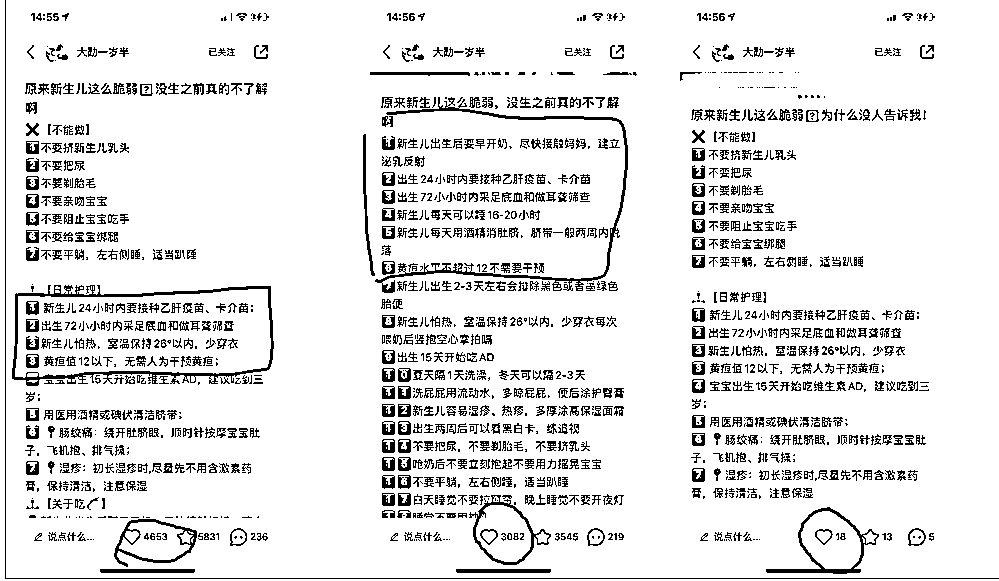 14:55
大勋一岁半
已关注
原来新生儿这么脆弱?没生之前真的不了解
啊
【不能做】
1不要挤新生儿乳头
2不要把尿
3不要剃胎毛
4不要亲吻宝宝
5不要阻止宝宝吃手
6不要给宝宝绑腿
7不要平躺,左右侧睡,适当趴睡
【日常护理】
1新生儿24小时内要接种乙肝疫苗、卡介苗;
2出生72小小时内采足底血和做耳聋筛查
3新生儿怕热,室温保持26°以内,少穿衣
3黄疸值12以下,无需人为干预黄疸;
宝宝出生15天开始吃维生素AD,建议吃到三
岁;
5用医用酒精或碘伏清洁脐带;
6肠绞痛:绕开肚脐眼,顺时针按摩宝宝肚
子,飞机抱、排气操;
7湿疹:初长湿疹时,尽量先不用含激素药
膏,保持清洁,注意保湿
【关于吃】
说点什么...
4653
5831
236
14:56
大勋一岁半
已关注
原来新生儿这么脆弱,没生之前真的不了解
啊
1新生儿出生后要早开奶、尽快接触妈妈,建立
泌乳反射
2出生24小时内要接种乙肝疫苗、卡介苗
3出生72小时内采足底血和做耳聋筛查
4新生儿每天可以睡16-20小时
5新生儿每天用酒精消肚脐,脐带一般两周内脱
落
6黄疸水平不超过12不需要干预
7新生儿出生2-3天左右会排除黑色或者墨绿色
胎便
8新生儿怕热,室温保持26°以内,少穿衣每次
喂奶后竖抱空心掌拍嗝
9出生15天开始吃AD
10夏天隔1天洗澡,冬天可以隔2-3天
11洗屁屁用流动水,多晾屁屁,便后涂护臀膏
12新生儿容易湿疹、热疹,多厚涂高保湿面霜
13出生两周后可以看黑白卡,练追视
14不要把尿,不要剃胎毛,不要挤乳头
15呛奶后不要立刻抱起不要用力摇晃宝宝
16不要平躺,左右侧睡,适当趴睡
17白天睡觉不要拉窗帘,晚上睡觉不要开夜灯
说点什么...
3082
3545
219
14:56
大勋一岁半
已关注
原来新生儿这么脆弱?为什么没人告诉我!
【不能做】
1不要挤新生儿乳头
2不要把尿
3不要剃胎毛
4不要亲吻宝宝
5不要阻止宝宝吃手
6不要给宝宝绑腿
7不要平躺,左右侧睡,适当趴睡
【日常护理】
1新生儿24小时内要接种乙肝疫苗、卡介苗;
2出生72小时内采足底血和做耳聋筛查
3新生儿怕热,室温保持26°以内,少穿衣
3黄疸值12以下,无需人为干预黄疸;
4宝宝出生15天开始吃维生素AD,建议吃到三
岁;
5用医用酒精或碘伏清洁脐带;
6肠绞痛:绕开肚脐眼,顺时针按摩宝宝肚
子,飞机抱、排气操;
7湿疹:初长湿疹时,尽量先不用含激素药
膏,保持清洁,注意保湿
说点什么...
18
13
5